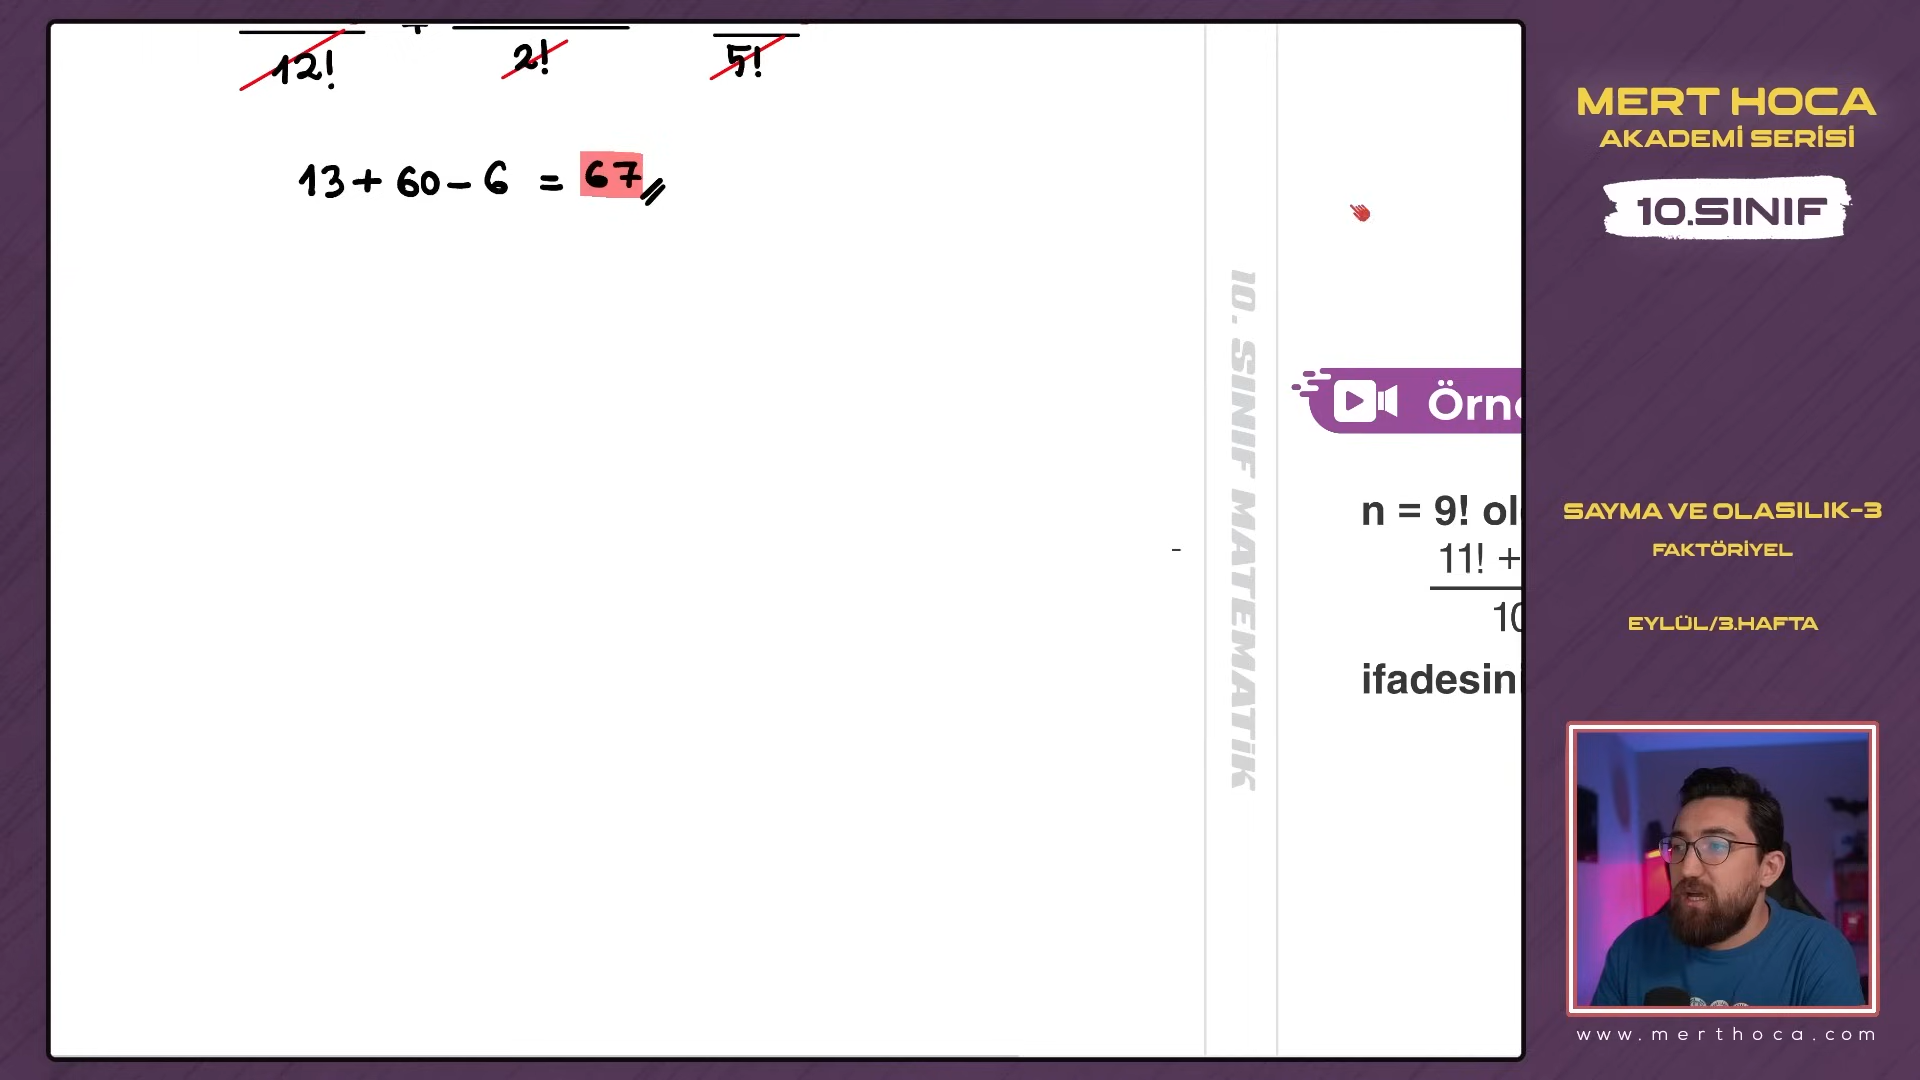 12! + 2! 5!
13 + 60 - 6 = 67
10. SINIF MATEMATİK
Örn
n = 9! ol
11! +
10
ifadesin
MERT HOCA
AKADEMİ SERİSİ
10.SINIF
SAYMA VE OLASILIK-3
FAKTÖRİYEL
EYLÜL/3.HAFTA
www.merthoca.com